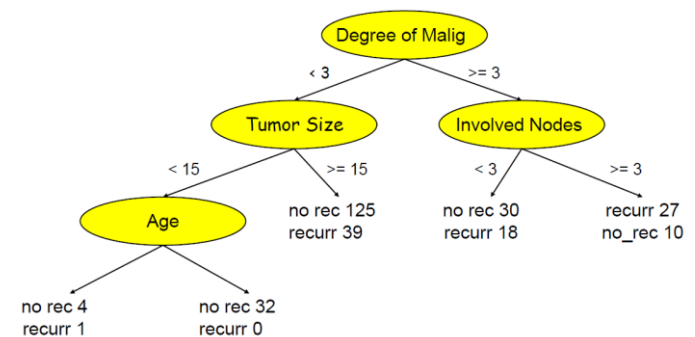 Degree of Malig
< 3
>= 3
Tumor Size
Involved Nodes
< 15
>= 15
< 3
>= 3
Age
no rec 125
recurr 39
no rec 30
recurr 18
recurr 27
no_rec 10
no rec 4
recurr 1
no rec 32
recurr 0